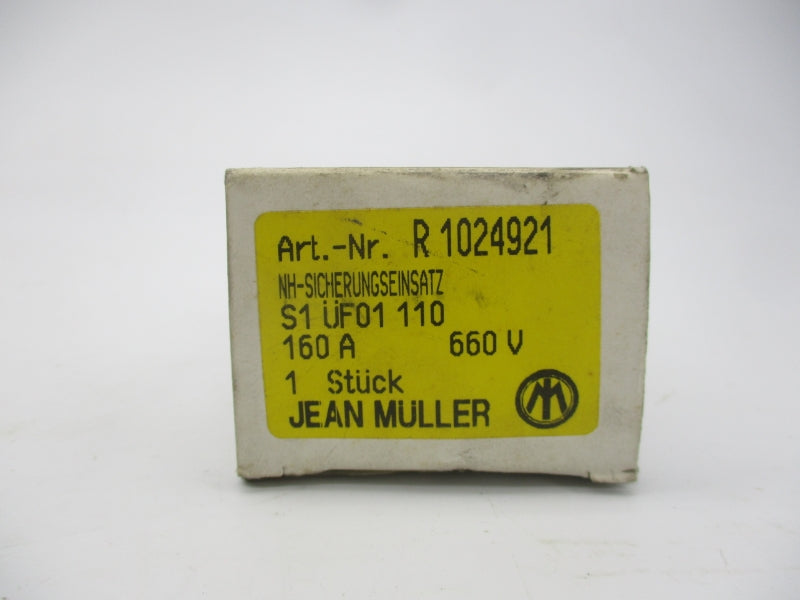 Art.-Nr. R 1024921
NH-SICHERUNGSEINSATZ
S1 ÜF01 110
160 A 660 V
1 Stück
JEAN MÜLLER